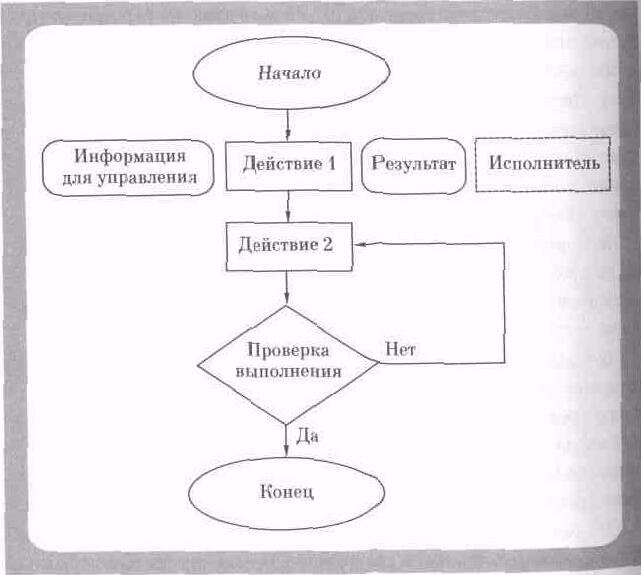 Начало
Информация
для управления
Действие 1
Результат
Исполнитель
Действие 2
Проверка
выполнения
Нет
Да
Конец